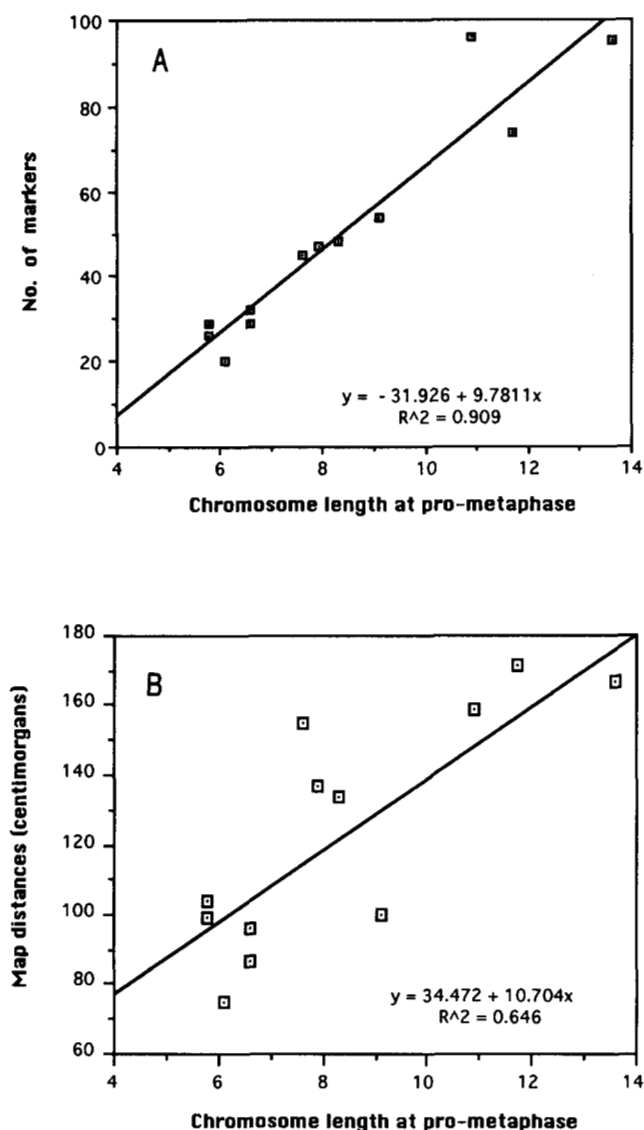 A
No. of markers
100
80
60
40
20
0
y = - 31.926 + 9.7811x
R^2 = 0.909
4 6 8 10 12 14
Chromosome length at pro-metaphase
B
Map distances (centimorgans)
180
160
140
120
100
80
60
y = 34.472 + 10.704x
R^2 = 0.646
4 6 8 10 12 14
Chromosome length at pro-metaphase